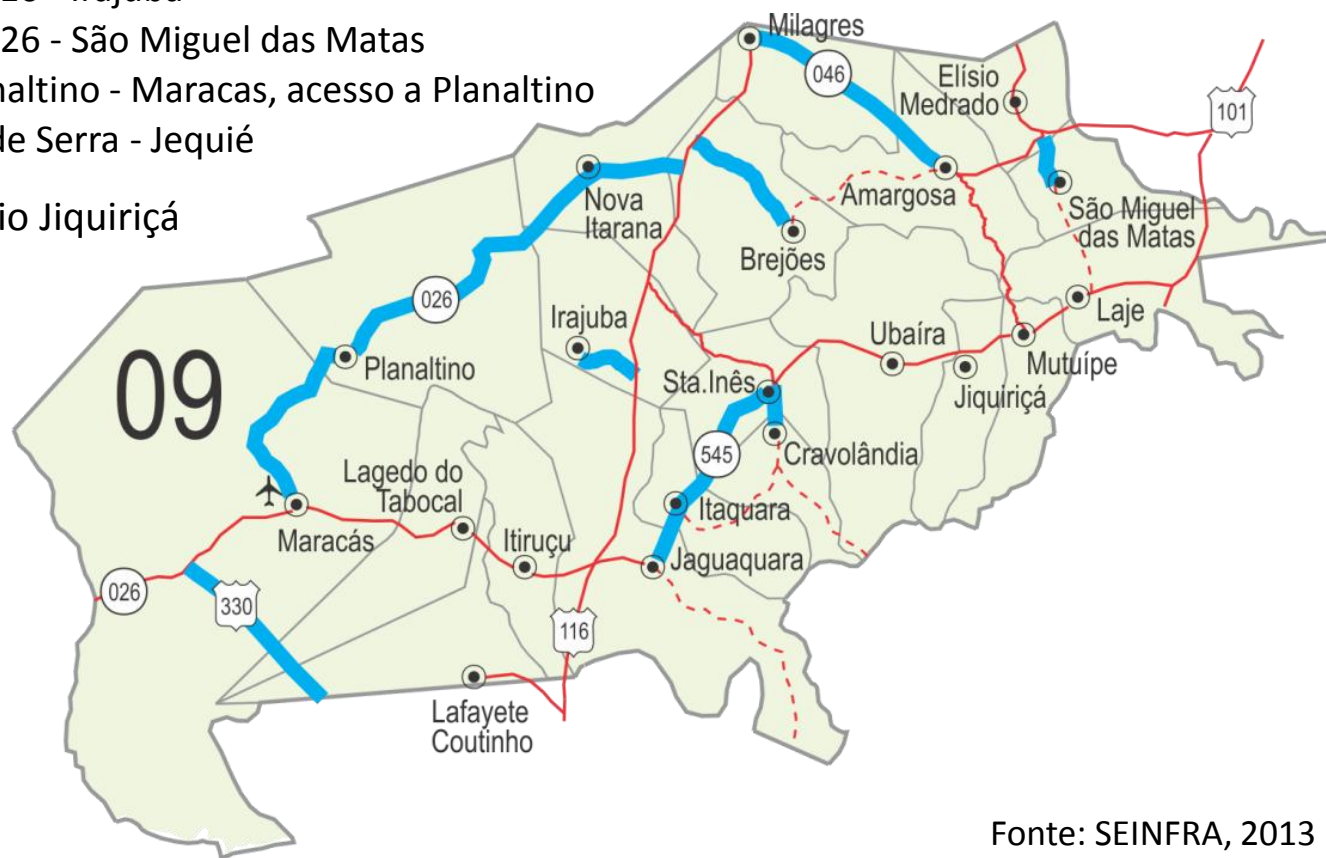 26 - São Miguel das Matas
- Maracas, acesso a Planaltino
de Serra - Jequié
Jiquiriçá
Milagres
046
Elísio
Medrado
101
Nova
Itarana
Amargosa
São Miguel
das Matas
Brejões
026
Irajuba
Ubaíra
Laje
09
Planaltino
Sta.Inês
Mutuípe
Jiquiriçá
545
Cravolândia
Lagedo do
Tabocal
Itaquara
Maracás
Itiruçu
Jaguaquara
026
330
116
Lafayete
Coutinho
Fonte: SEINFRA, 2013